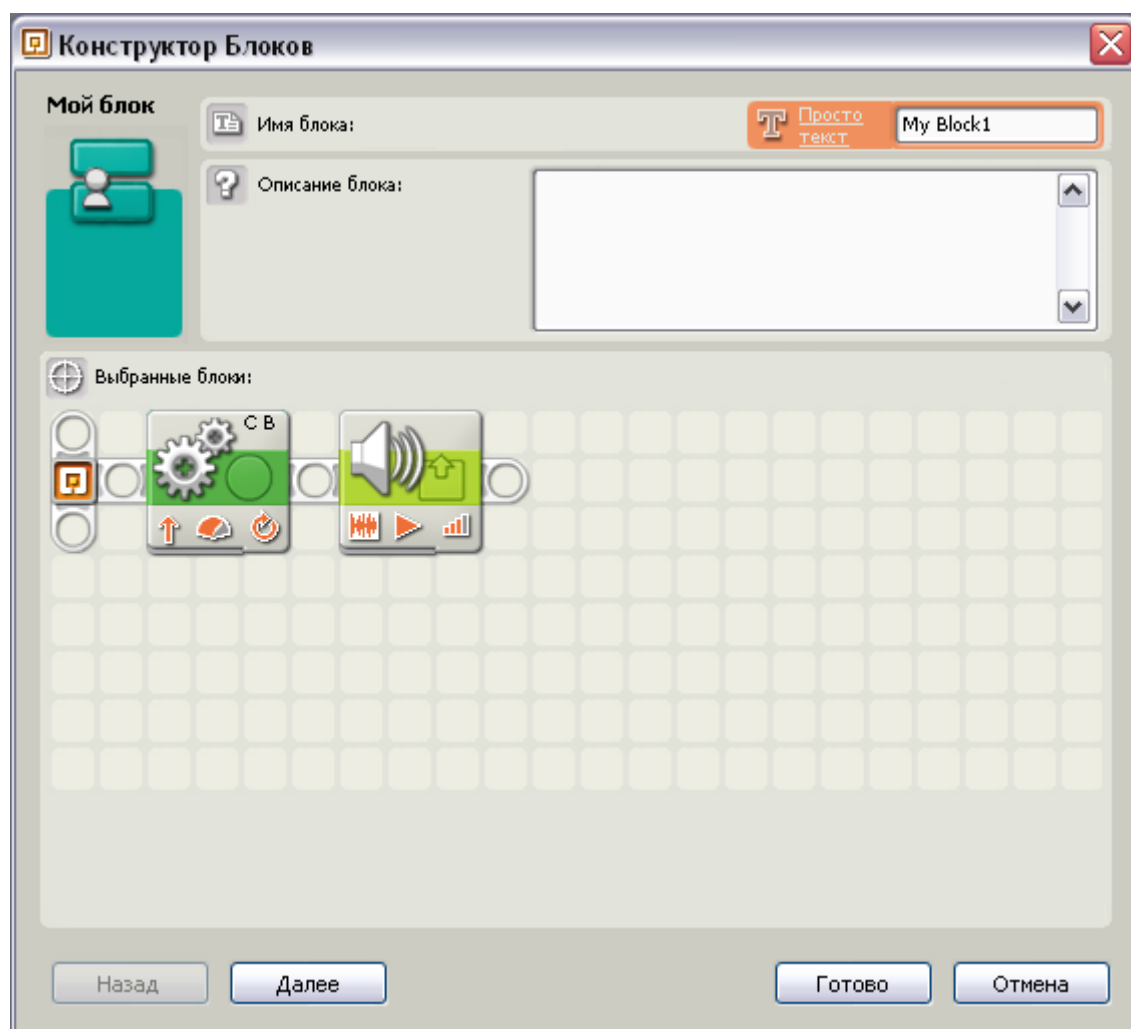 Конструктор Блоков
Мой блок
Имя блока:
Просто
текст
My Block1
Описание блока:
Выбранные блоки:
C B
Назад
Далее
Готово
Отмена